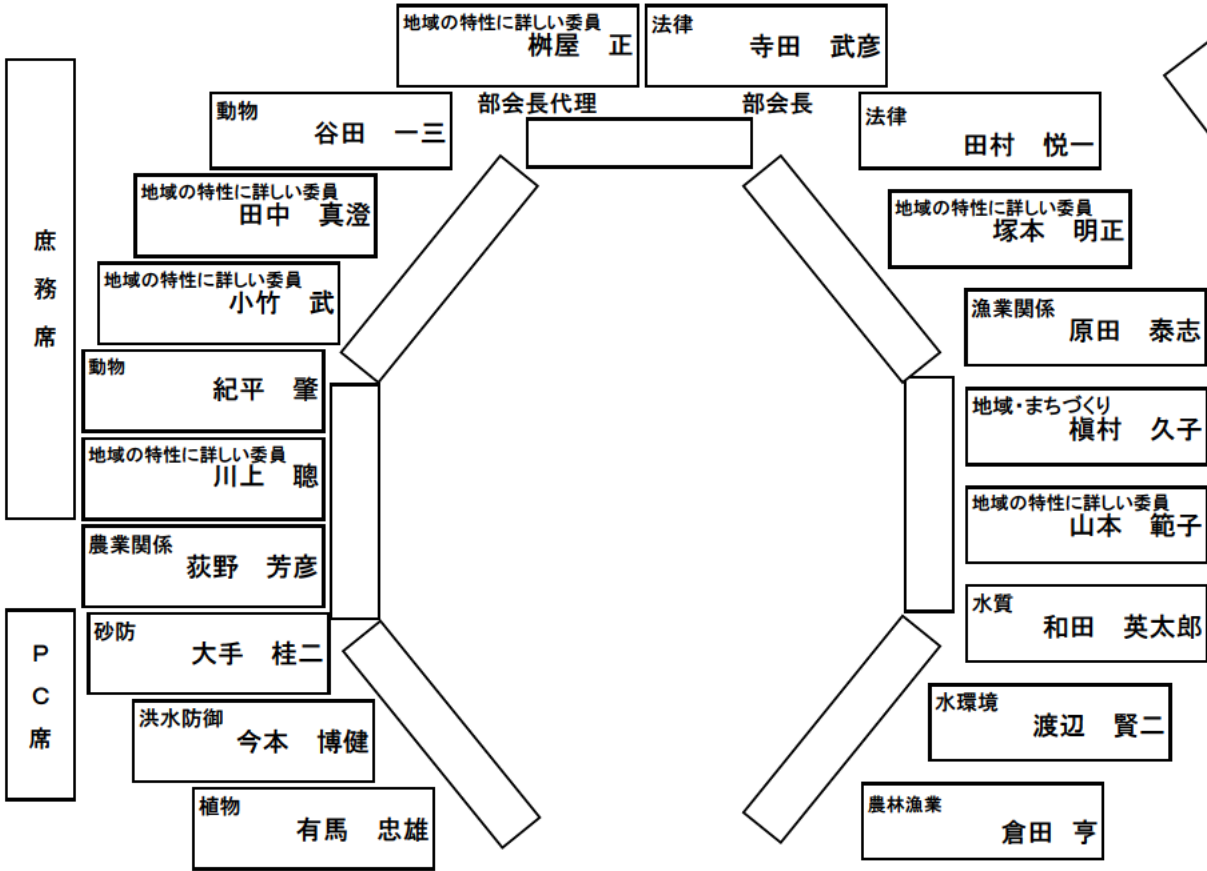 地域の特性に詳しい委員
桝屋　正
法律
寺田　武彦
部会長代理
部会長
動物
谷田　一三
法律
田村　悦一
地域の特性に詳しい委員
田中　真澄
地域の特性に詳しい委員
塚本　明正
地域の特性に詳しい委員
小竹　武
漁業関係
原田　泰志
動物
紀平　肇
地域・まちづくり
槇村　久子
地域の特性に詳しい委員
川上　聰
地域の特性に詳しい委員
山本　範子
農業関係
荻野　芳彦
水質
和田　英太郎
砂防
大手　桂二
水環境
渡辺　賢二
洪水防御
今本　博健
農林漁業
倉田　亨
植物
有馬　忠雄
庶務席
ＰＣ席